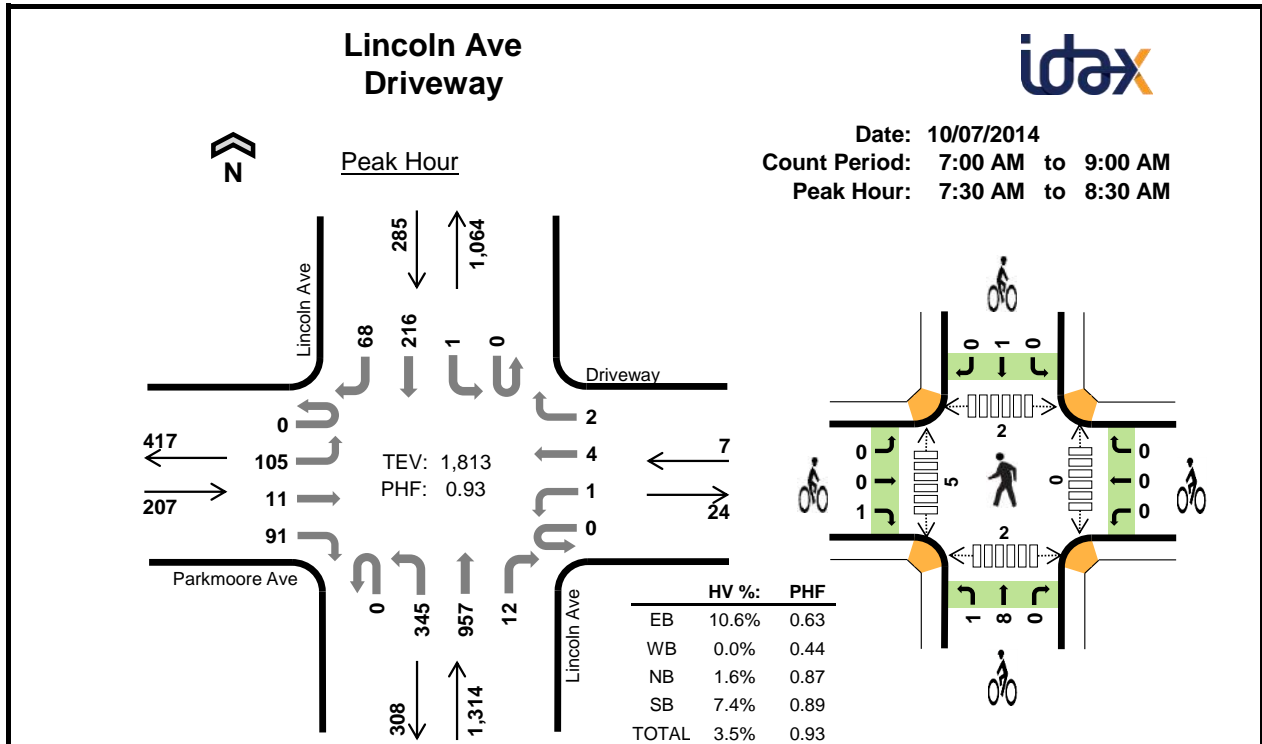 Lincoln Ave
Driveway
idax
Date: 10/07/2014
Count Period: 7:00 AM to 9:00 AM
Peak Hour: 7:30 AM to 8:30 AM
N
Peak Hour
285
1,064
Lincoln Ave
68
216
1
0
Driveway
0
105
11
91
417
207
TEV: 1,813
PHF: 0.93
2
4
1
0
7
24
Parkmoore Ave
0
345
957
12
Lincoln Ave
308
1,314
HV %: PHF
EB 10.6% 0.63
WB 0.0% 0.44
NB 1.6% 0.87
SB 7.4% 0.89
TOTAL 3.5% 0.93
0 1 0
2
0
0
1
5
0
0
0
0
2
1 8 0